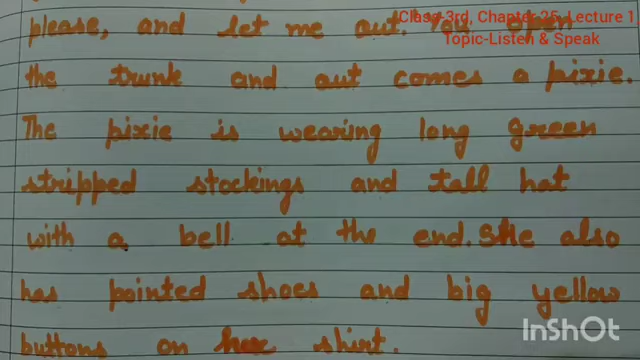 Class-3rd, Chapter-25, Lecture 1
Topic-Listen & Speak
please, and let me out. You open
the trunk and out comes a pixie.
The pixie is wearing long green
stripped stockings and tall hat
with a bell at the end. She also
has pointed shoes and big yellow
buttons on her shirt.
InShOt